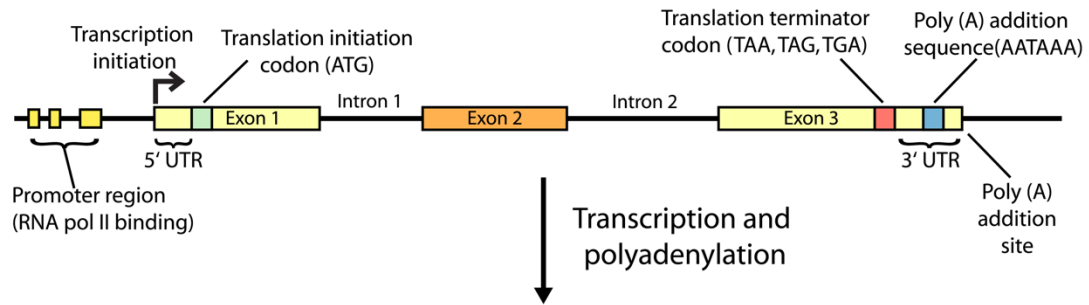 Transcription
initiation
Translation initiation
codon (ATG)
Translation terminator
codon (TAA, TAG, TGA)
Poly (A) addition
sequence(AATAAA)
Exon 1
Intron 1
Exon 2
Intron 2
Exon 3
5' UTR
3' UTR
Promoter region
(RNA pol II binding)
Poly (A)
addition
site
Transcription and
polyadenylation